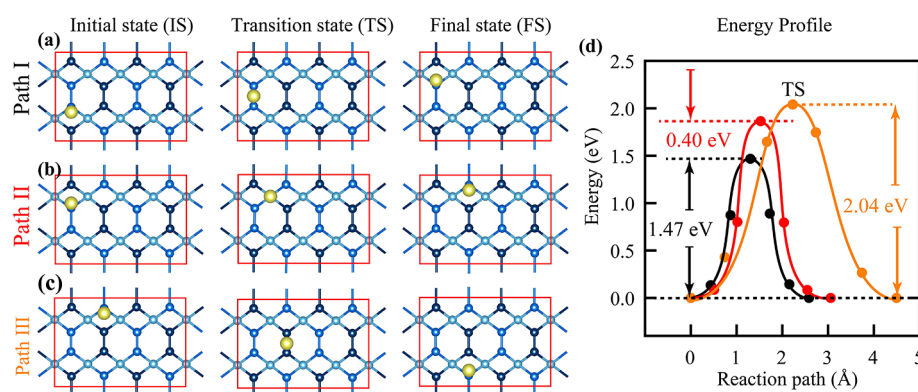 Initial state (IS)
Transition state (TS)
Final state (FS)
(a)
Path I
(b)
Path II
(c)
Path III
(d)
Energy Profile
Energy (eV)
2.5
2.0
1.5
1.0
0.5
0.0
TS
0.40 eV
1.47 eV
2.04 eV
0 1 2 3 4 5
Reaction path (Å)